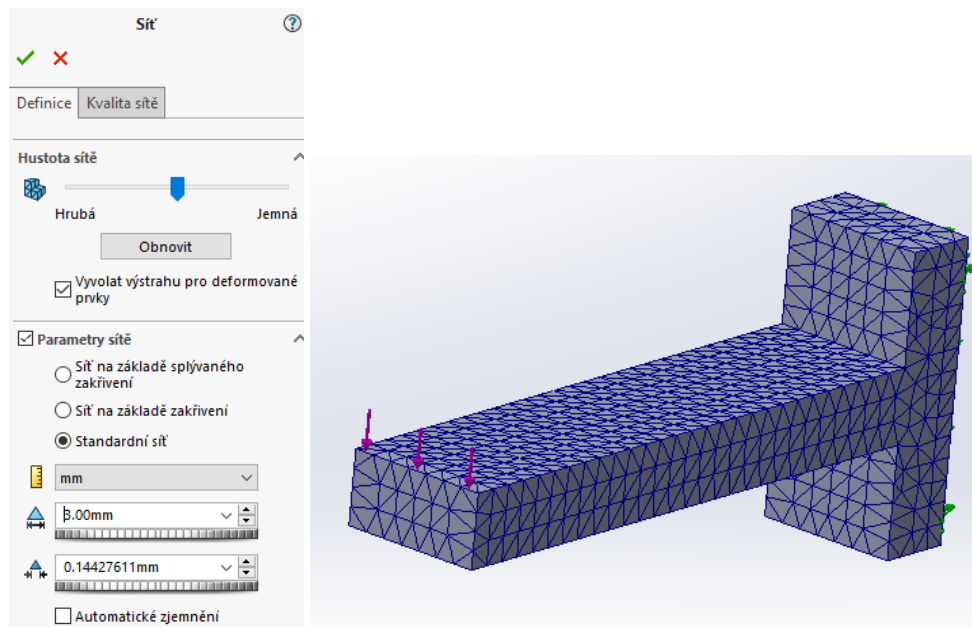 Síť
Definice
Kvalita sítě
Hustota sítě
Hrubá
Jemná
Obnovit
Vyvolat výstrahu pro deformované
prvky
Parametry sítě
Síť na základě splývaného
zakřivení
Síť na základě zakřivení
Standardní síť
mm
3.00mm
0.14427611mm
Automatické zjemnění